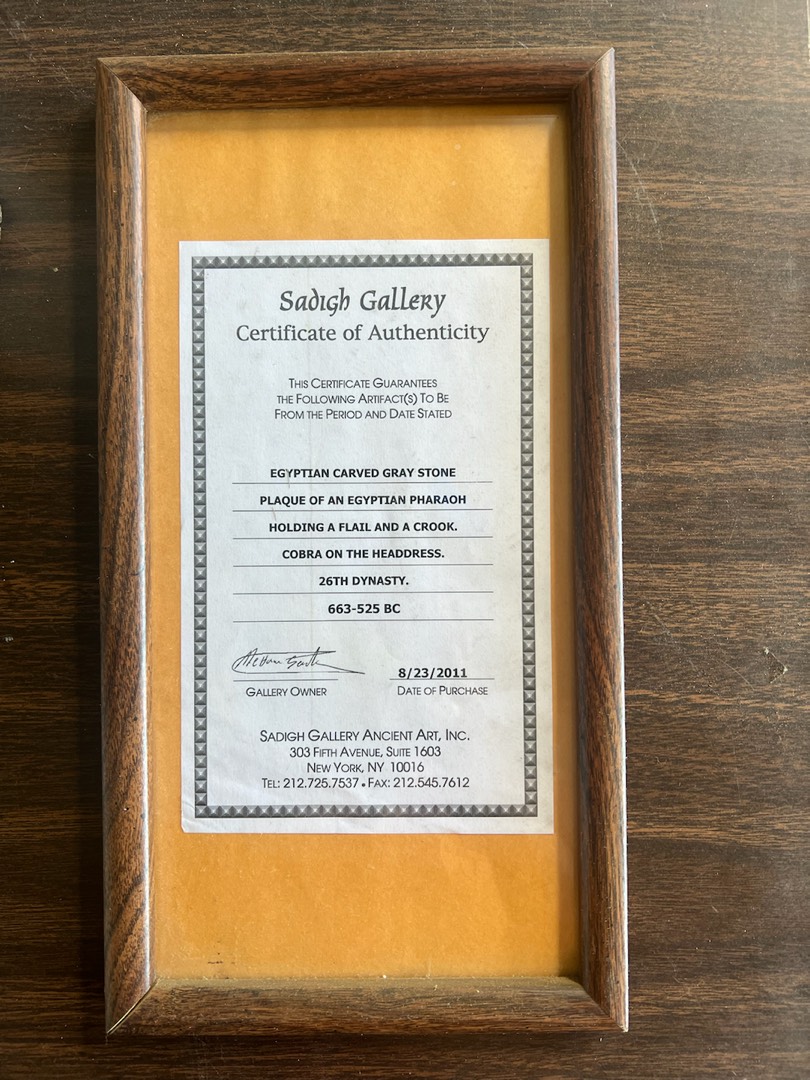 Sadigh Gallery
Certificate of Authenticity
This Certificate Guarantees
the Following Artifact(s) To Be
From the Period and Date Stated
EGYPTIAN CARVED GRAY STONE
PLAQUE OF AN EGYPTIAN PHARAOH
HOLDING A FLAIL AND A CROOK.
COBRA ON THE HEADDRESS.
26TH DYNASTY.
663-525 BC
8/23/2011
Gallery Owner Date of Purchase
Sadigh Gallery Ancient Art, Inc.
303 Fifth Avenue, Suite 1603
New York, NY 10016
Tel: 212.725.7537 • Fax: 212.545.7612